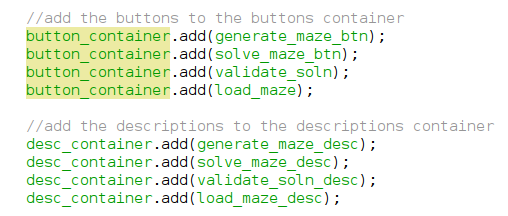 //add the buttons to the buttons container
button_container.add(generate_maze_btn);
button_container.add(solve_maze_btn);
button_container.add(validate_soln);
button_container.add(load_maze);
//add the descriptions to the descriptions container
desc_container.add(generate_maze_desc);
desc_container.add(solve_maze_desc);
desc_container.add(validate_soln_desc);
desc_container.add(load_maze_desc);